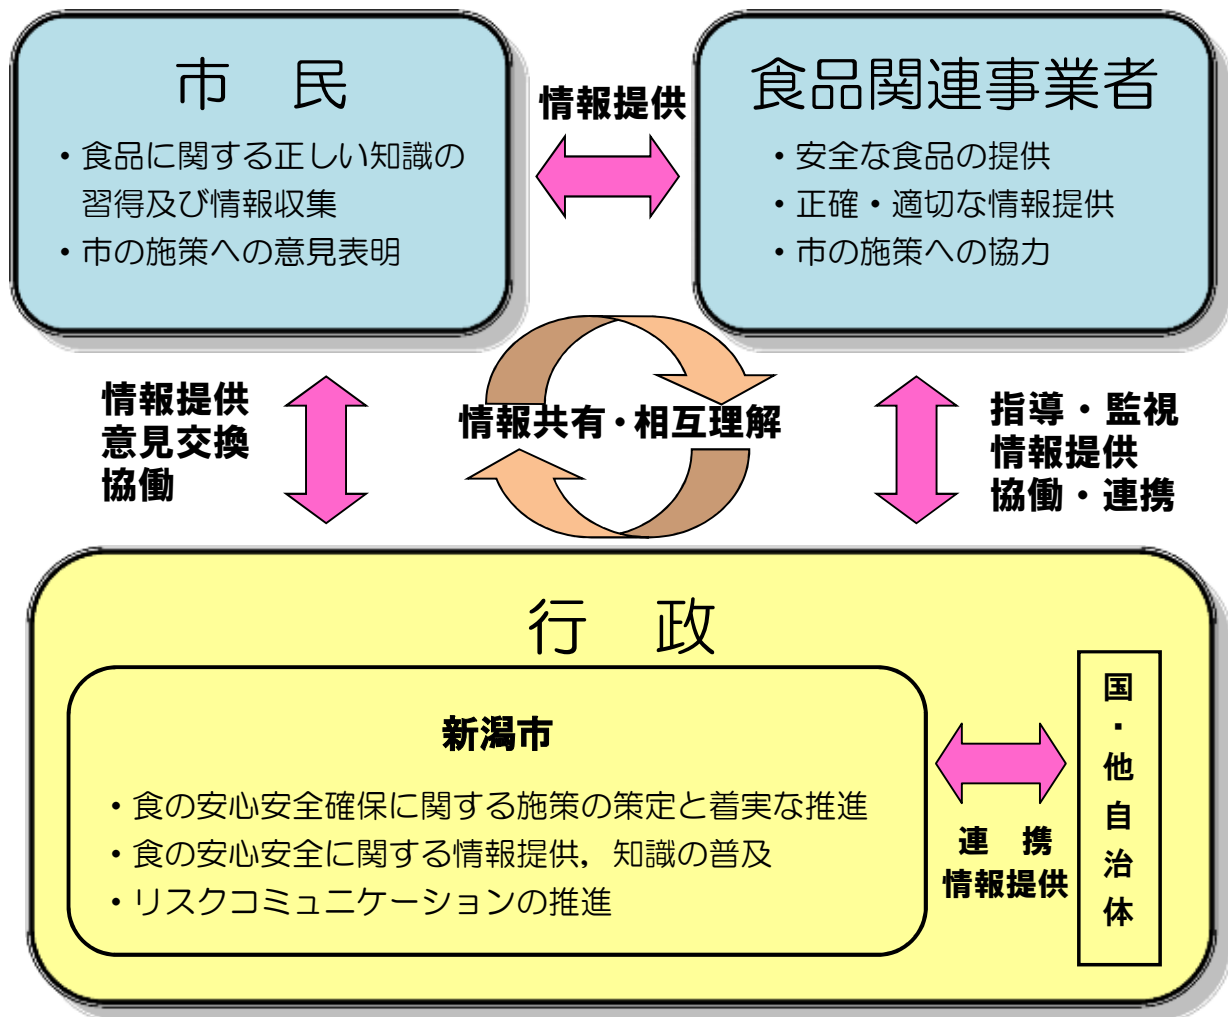 市　民
・食品に関する正しい知識の
習得及び情報収集
・市の施策への意見表明
情報提供
食品関連事業者
・安全な食品の提供
・正確・適切な情報提供
・市の施策への協力
情報提供
意見交換
協働
情報共有・相互理解
指導・監視
情報提供
協働・連携
行　政
新潟市
・食の安心安全確保に関する施策の策定と着実な推進
・食の安心安全に関する情報提供，知識の普及
・リスクコミュニケーションの推進
連　携
情報提供
国・他自治体